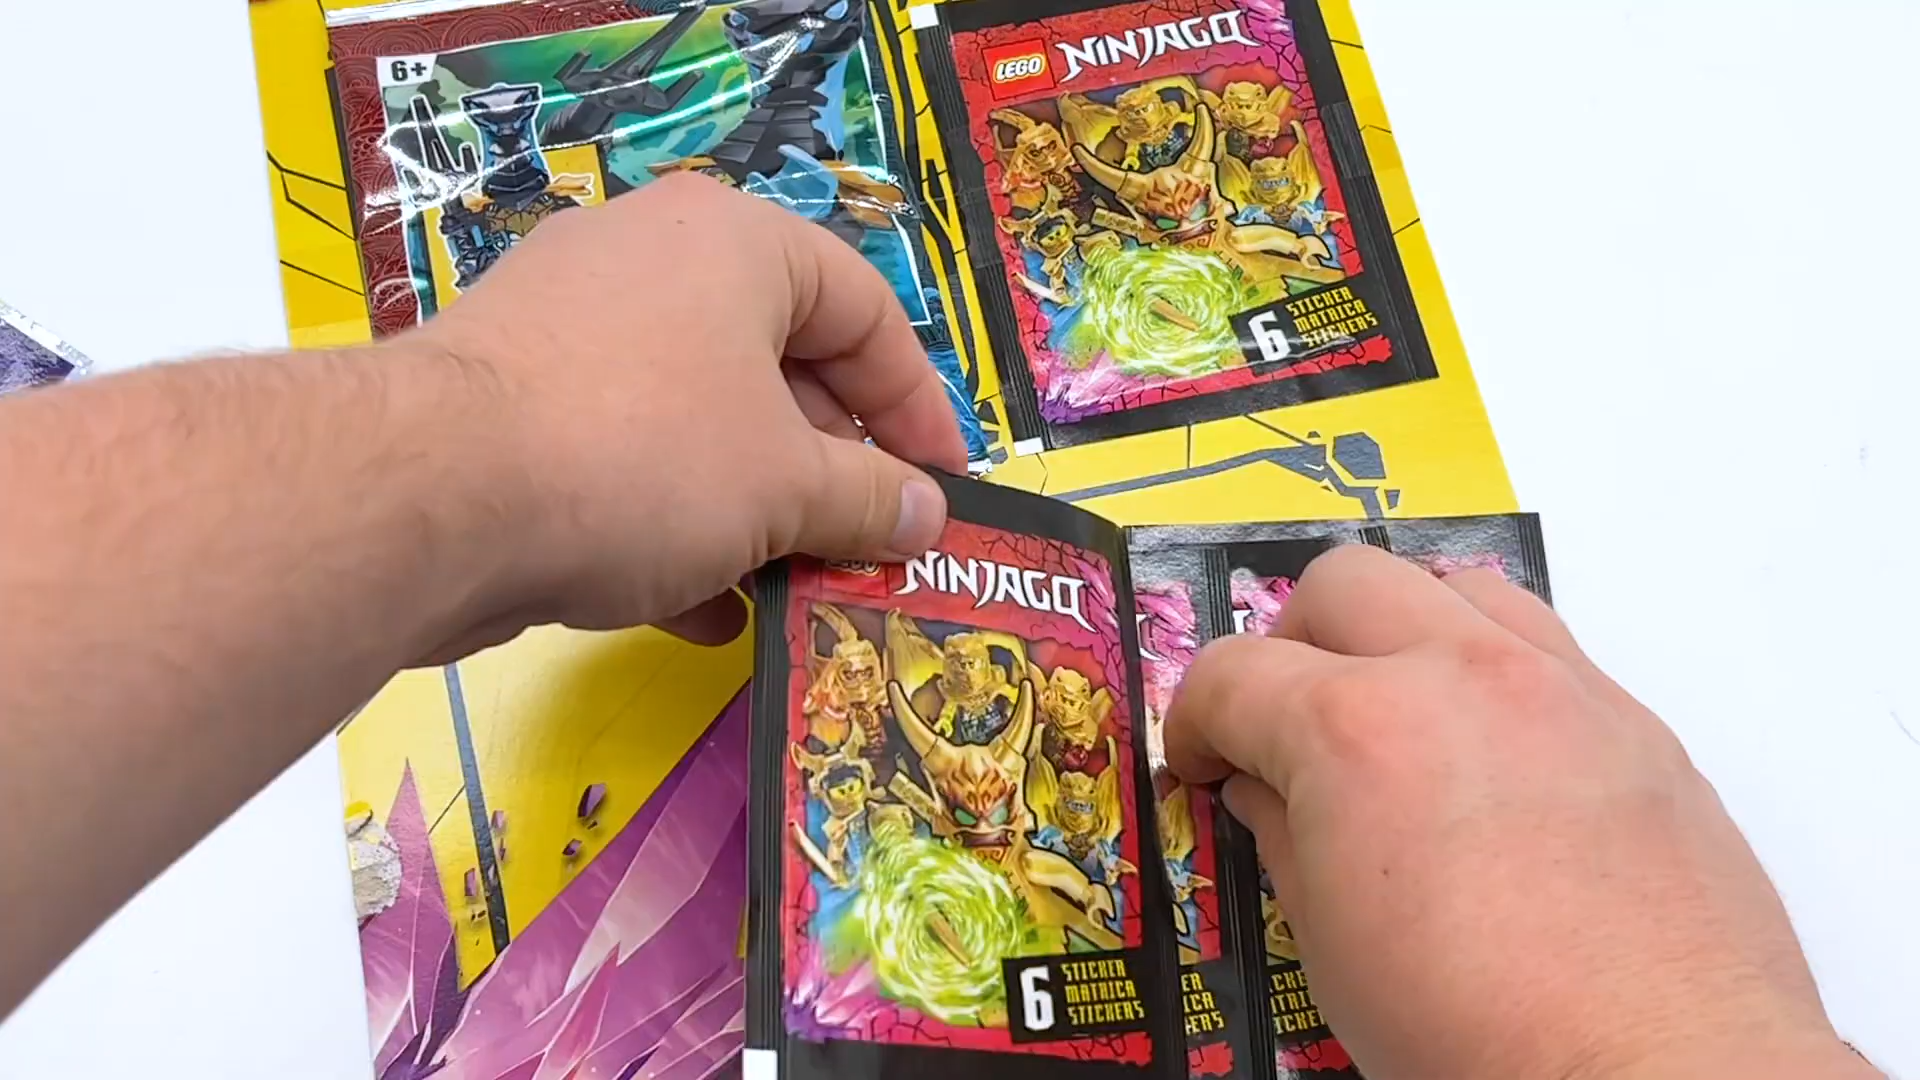 6+
LEGO
NINJAGO
6
STICKER
MATRICA
STICKERS
LEGO
NINJAGO
6
STICKER
MATRICA
STICKERS